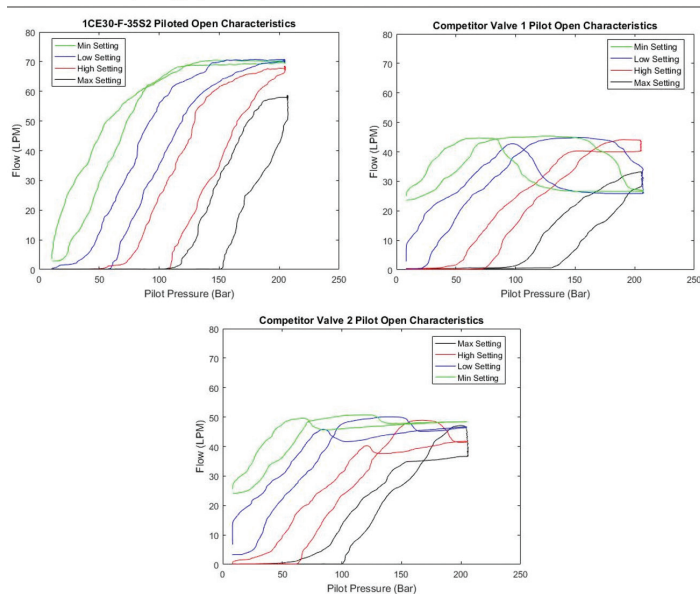 1CE30-F-35S2 Piloted Open Characteristics
80
70
60
50
40
30
20
10
0
Flow (LPM)
Min Setting
Low Setting
High Setting
Max Setting
0 50 100 150 200 250
Pilot Pressure (Bar)
Competitor Valve 1 Pilot Open Characteristics
80
70
60
50
40
30
20
10
0
Flow (LPM)
Min Setting
Low Setting
High Setting
Max Setting
0 50 100 150 200 250
Pilot Pressure (Bar)
Competitor Valve 2 Pilot Open Characteristics
80
70
60
50
40
30
20
10
0
Flow (LPM)
Max Setting
High Setting
Low Setting
Min Setting
0 50 100 150 200 250
Pilot Pressure (Bar)